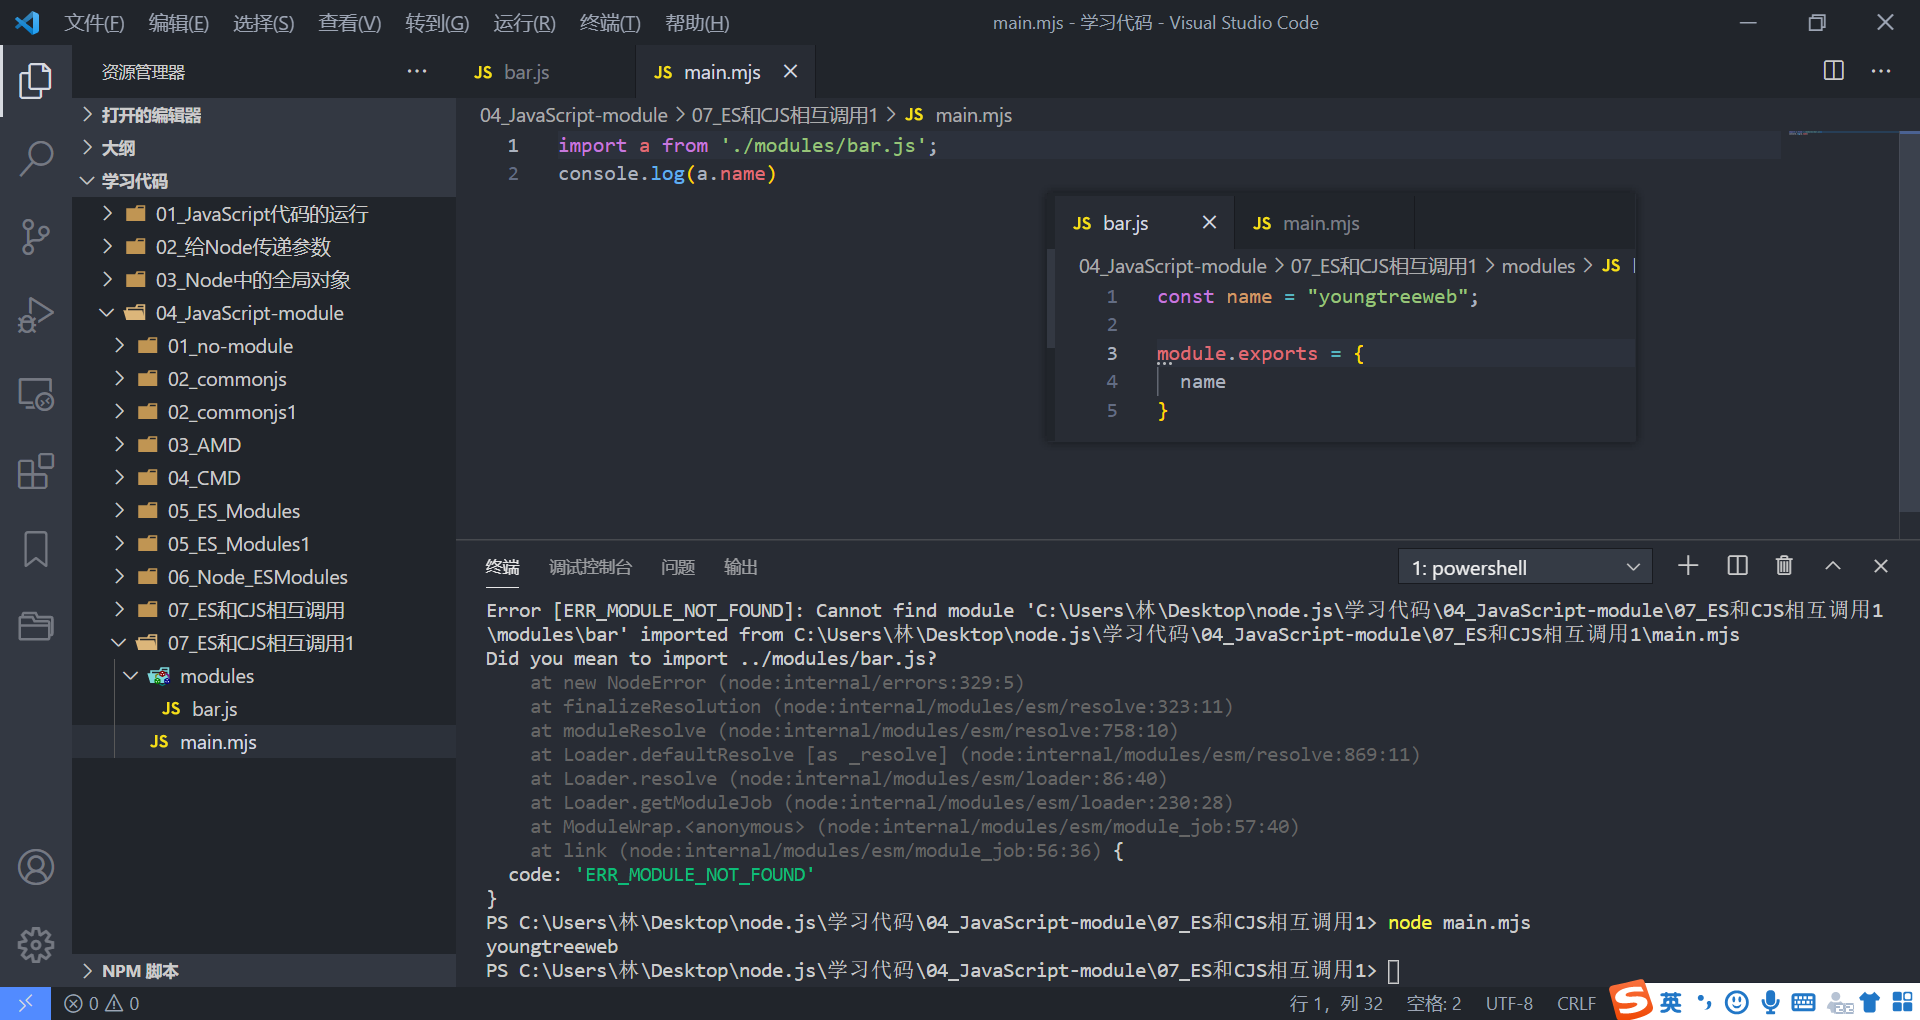 文件(F) 编辑(E) 选择(S) 查看(V) 转到(G) 运行(R) 终端(T) 帮助(H)
main.mjs - 学习代码 - Visual Studio Code
资源管理器
打开的编辑器
大纲
学习代码
01_JavaScript代码的运行
02_给Node传递参数
03_Node中的全局对象
04_JavaScript-module
01_no-module
02_commonjs
02_commonjs1
03_AMD
04_CMD
05_ES_Modules
05_ES_Modules1
06_Node_ESModules
07_ES和CJS相互调用
07_ES和CJS相互调用1
modules
JS bar.js
JS main.mjs
NPM 脚本
JS bar.js JS main.mjs
04_JavaScript-module > 07_ES和CJS相互调用1 > JS main.mjs
1 import a from './modules/bar.js';
2 console.log(a.name)
JS bar.js JS main.mjs
04_JavaScript-module > 07_ES和CJS相互调用1 > modules > JS
1 const name = "youngtreeweb";
2
3 module.exports = {
4 name
5 }
终端 调试控制台 问题 输出
1: powershell
Error [ERR_MODULE_NOT_FOUND]: Cannot find module 'C:\Users\林\Desktop\node.js\学习代码\04_JavaScript-module\07_ES和CJS相互调用1
\modules\bar' imported from C:\Users\林\Desktop\node.js\学习代码\04_JavaScript-module\07_ES和CJS相互调用1\main.mjs
Did you mean to import ../modules/bar.js?
at new NodeError (node:internal/errors:329:5)
at finalizeResolution (node:internal/modules/esm/resolve:323:11)
at moduleResolve (node:internal/modules/esm/resolve:758:10)
at Loader.defaultResolve [as _resolve] (node:internal/modules/esm/resolve:869:11)
at Loader.resolve (node:internal/modules/esm/loader:86:40)
at Loader.getModuleJob (node:internal/modules/esm/loader:230:28)
at ModuleWrap.<anonymous> (node:internal/modules/esm/module_job:57:40)
at link (node:internal/modules/esm/module_job:56:36) {
code: 'ERR_MODULE_NOT_FOUND'
}
PS C:\Users\林\Desktop\node.js\学习代码\04_JavaScript-module\07_ES和CJS相互调用1> node main.mjs
youngtreeweb
PS C:\Users\林\Desktop\node.js\学习代码\04_JavaScript-module\07_ES和CJS相互调用1>
0 0
行 1，列 32 空格: 2 UTF-8 CRLF
S 英